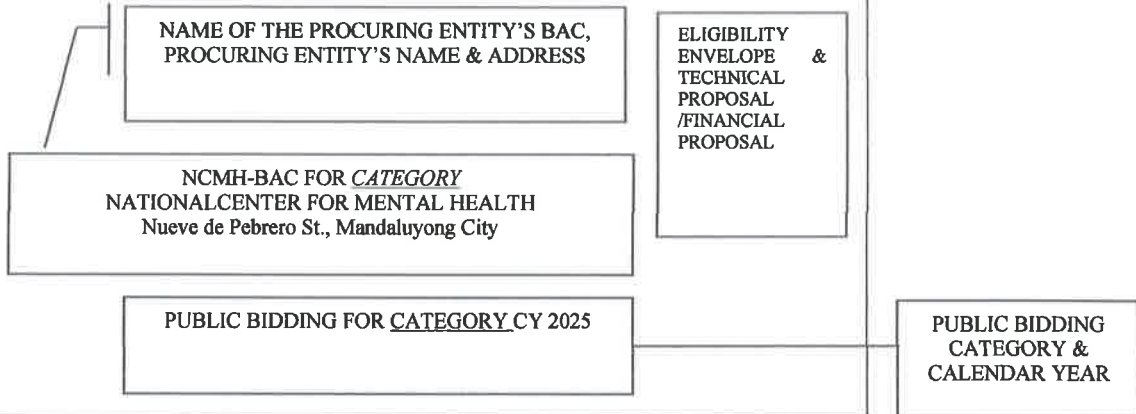 NAME OF THE PROCURING ENTITY'S BAC,
PROCURING ENTITY'S NAME & ADDRESS
ELIGIBILITY
ENVELOPE &
TECHNICAL
PROPOSAL
/FINANCIAL
PROPOSAL
NCMH-BAC FOR CATEGORY
NATIONALCENTER FOR MENTAL HEALTH
Nueve de Pebrero St., Mandaluyong City
PUBLIC BIDDING FOR CATEGORY CY 2025
PUBLIC BIDDING
CATEGORY &
CALENDAR YEAR